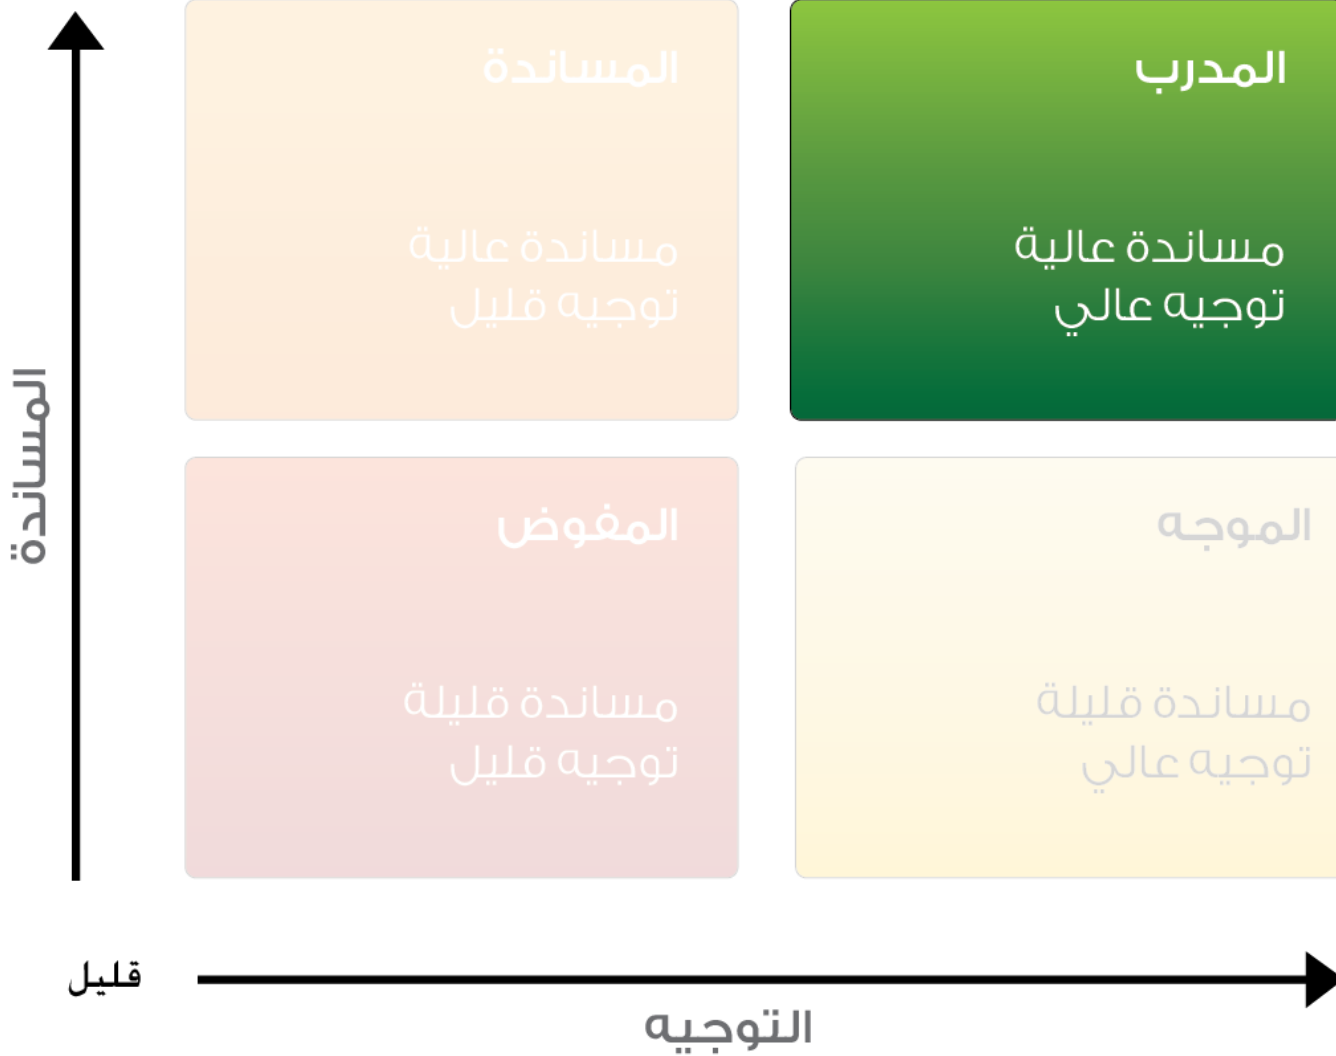 المدرب
مساندة عالية
توجيه عالي
المساندة
مساندة عالية
توجيه قليل
الموجه
مساندة قليلة
توجيه عالي
المفوض
مساندة قليلة
توجيه قليل
المساندة
قليل
التوجيه